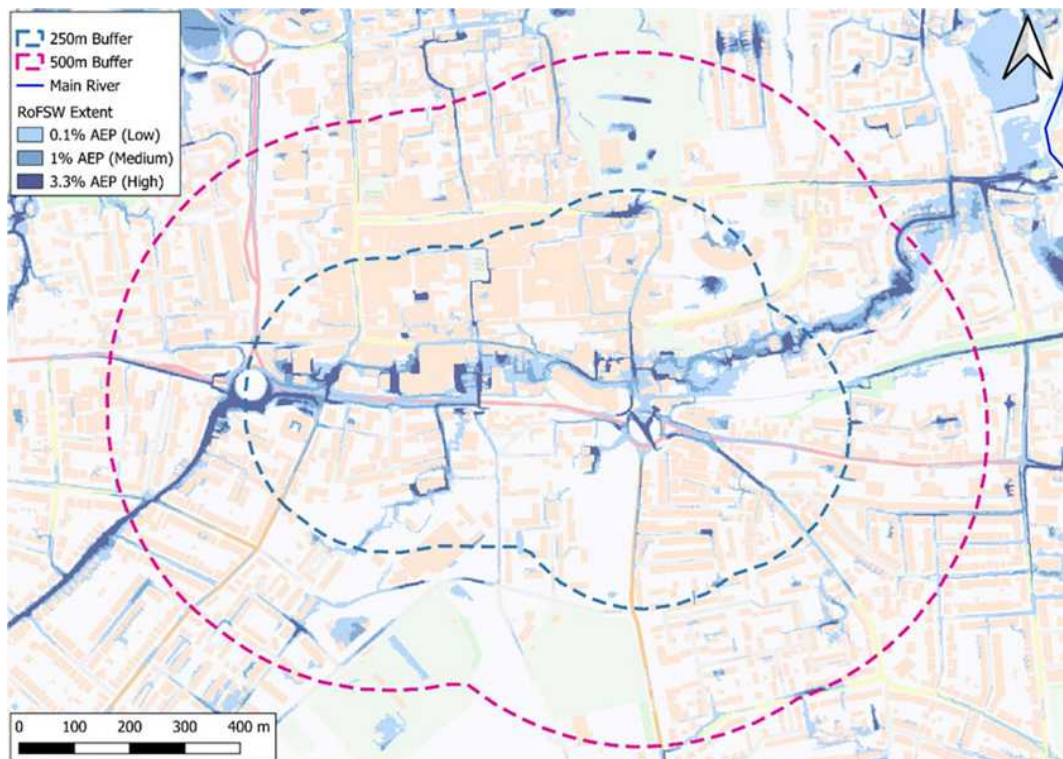 250m Buffer
500m Buffer
Main River
RoFSW Extent
0.1% AEP (Low)
1% AEP (Medium)
3.3% AEP (High)
0 100 200 300 400 m